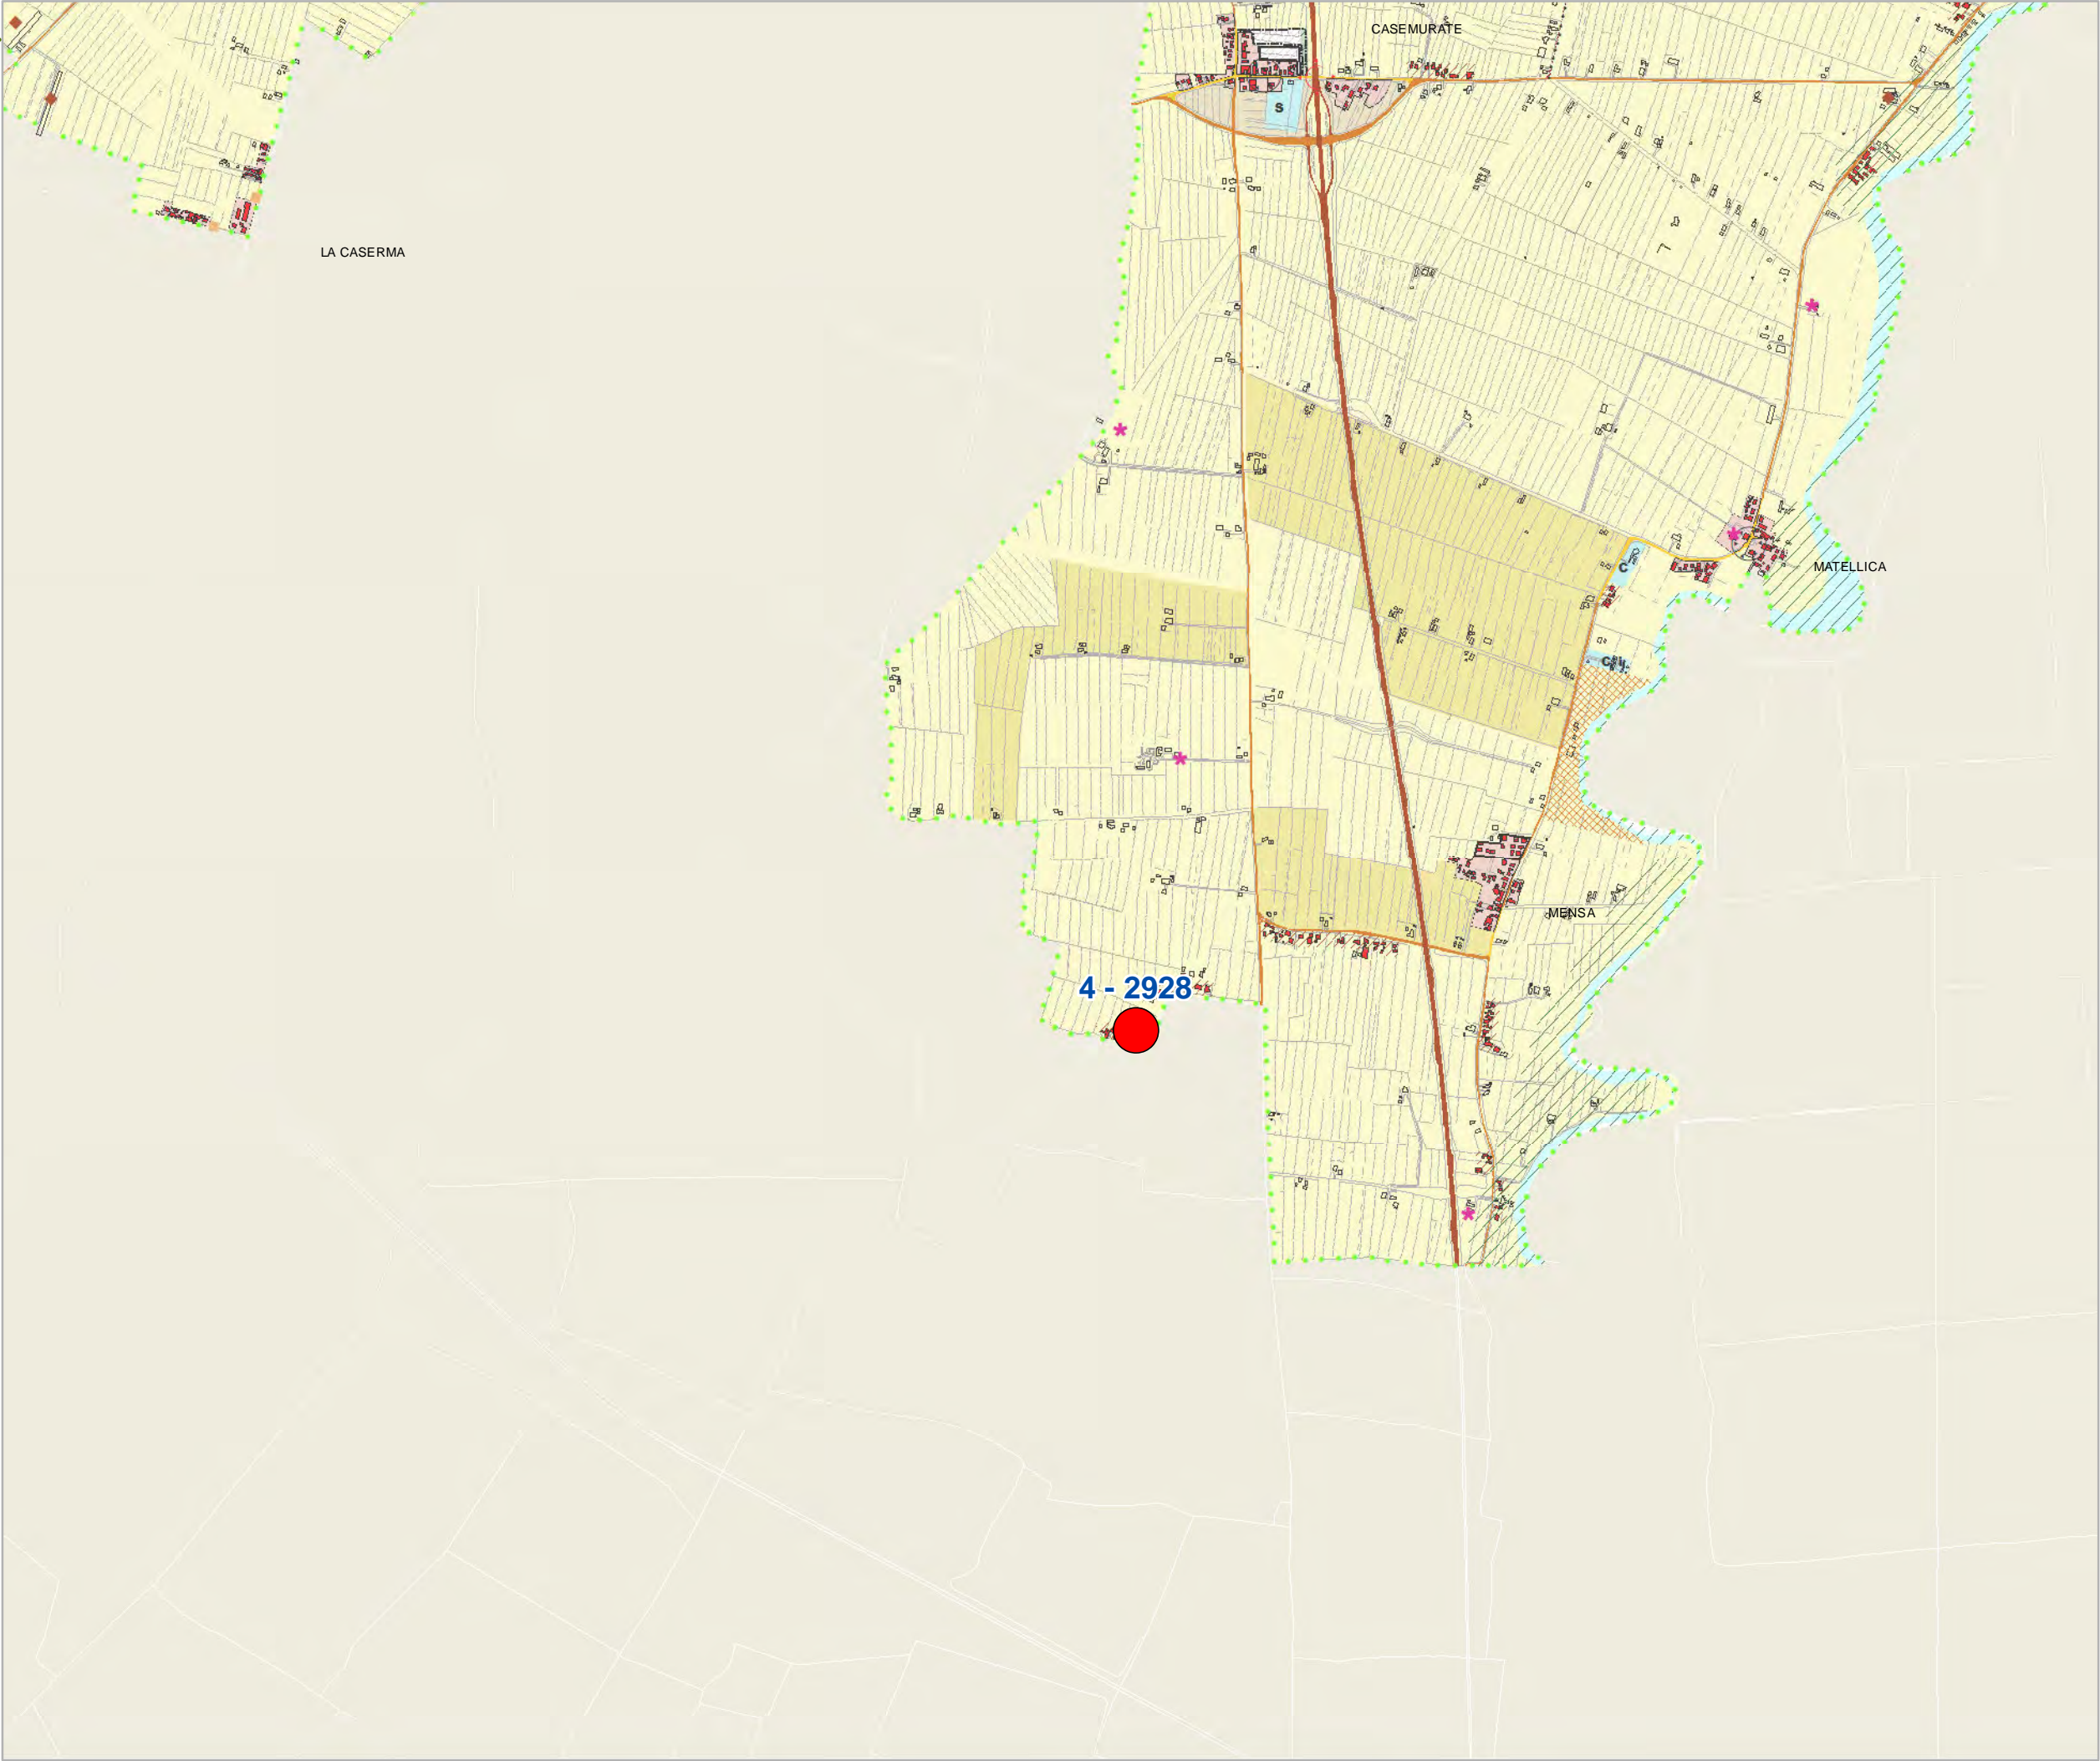 CASEMURATE
S
LA CASERMA
C
MATELLICA
MENSA
4 - 2928